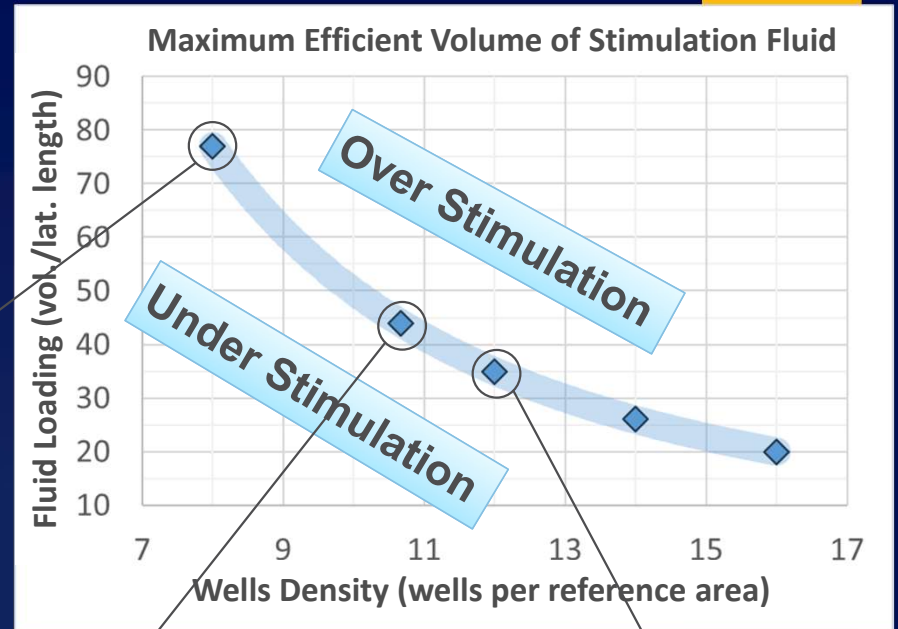 Maximum Efficient Volume of Stimulation Fluid
Fluid Loading (vol./lat. length)
90
80
70
60
50
40
30
20
10
Over Stimulation
Under Stimulation
7 9 11 13 15 17
Wells Density (wells per reference area)